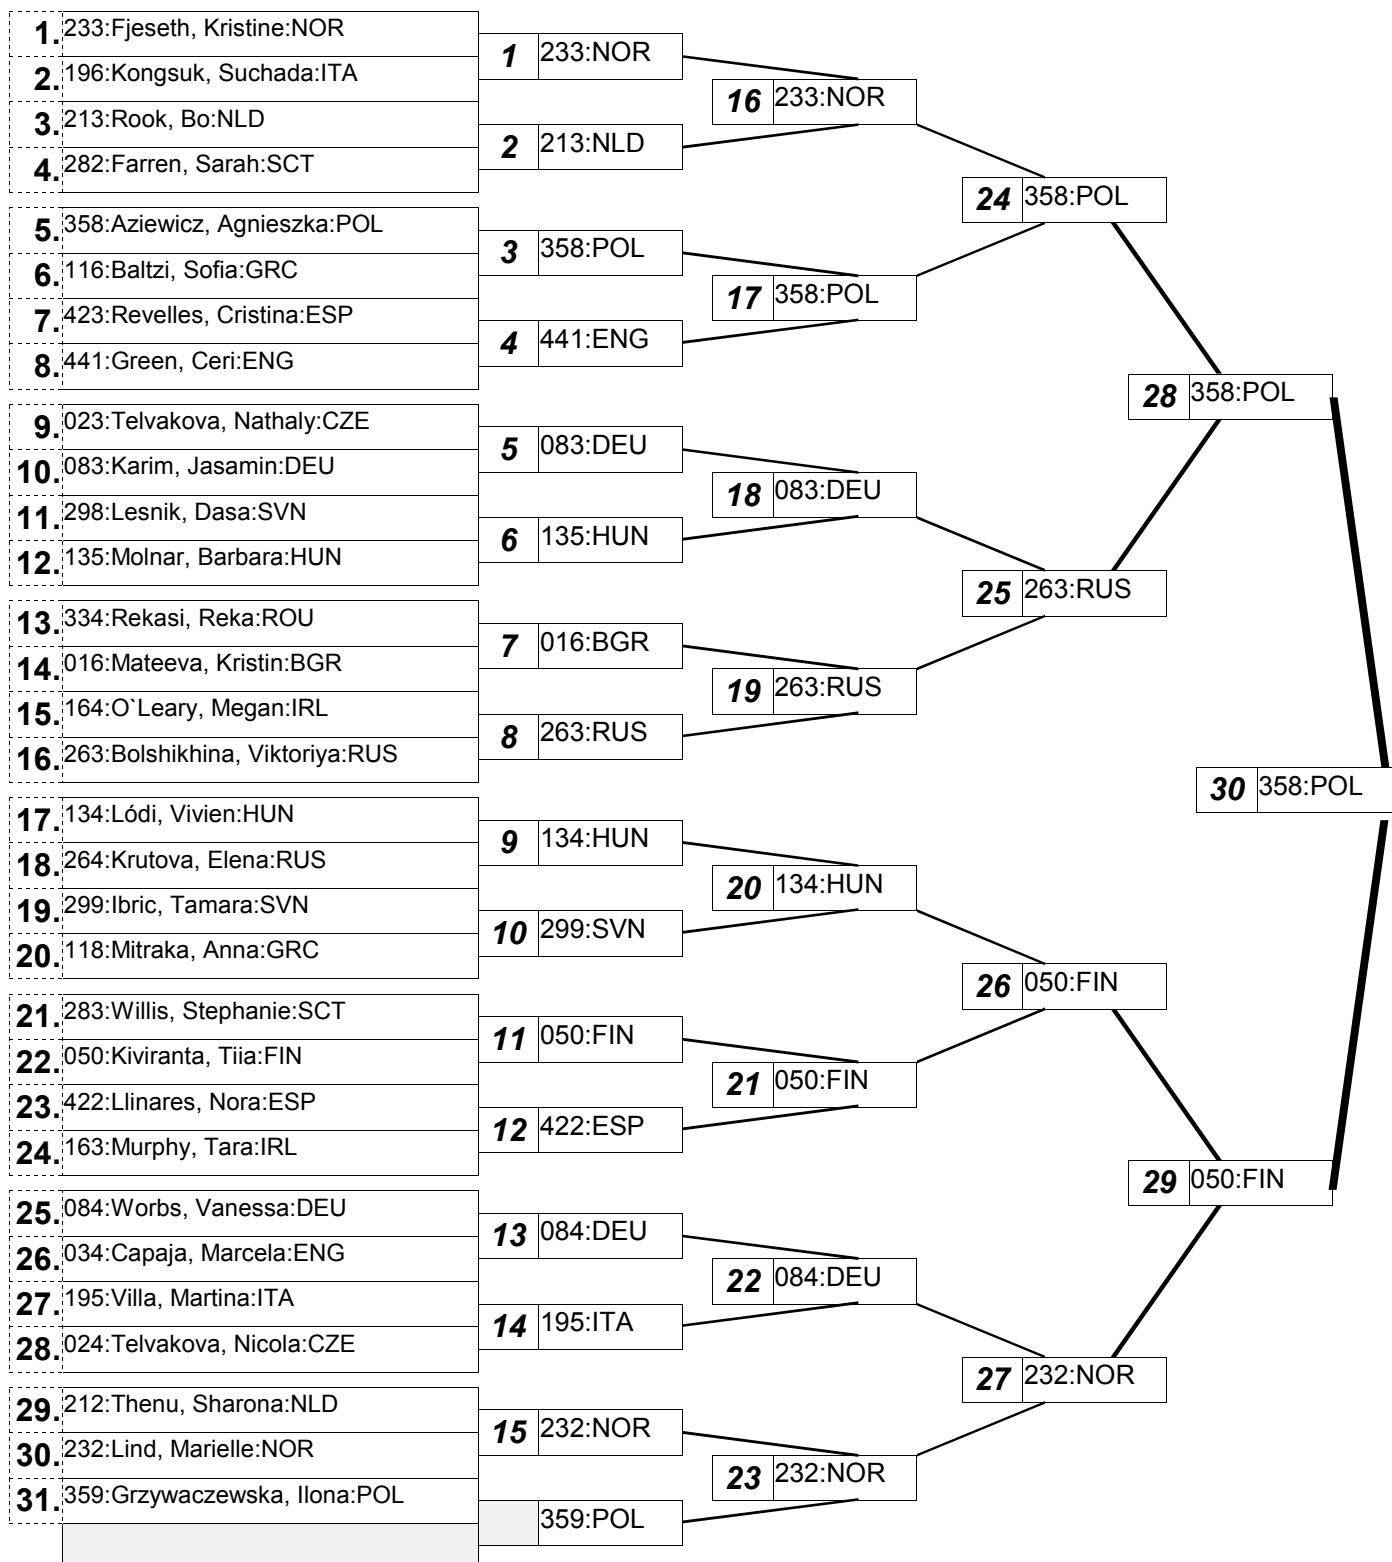 1. 233:Fjeseth, Kristine:NOR
2. 196:Kongsuk, Suchada:ITA
3. 213:Rook, Bo:NLD
4. 282:Farren, Sarah:SCT
5. 358:Aziewicz, Agnieszka:POL
6. 116:Baltzi, Sofia:GRC
7. 423:Revelles, Cristina:ESP
8. 441:Green, Ceri:ENG
9. 023:Telvakova, Nathaly:CZE
10. 083:Karim, Jasamin:DEU
11. 298:Lesnik, Dasa:SVN
12. 135:Molnar, Barbara:HUN
13. 334:Rekasi, Reka:ROU
14. 016:Mateeva, Kristin:BGR
15. 164:O`Leary, Megan:IRL
16. 263:Bolshikhina, Viktoriya:RUS
17. 134:Lódi, Vivien:HUN
18. 264:Krutova, Elena:RUS
19. 299:Ibric, Tamara:SVN
20. 118:Mitraka, Anna:GRC
21. 283:Willis, Stephanie:SCT
22. 050:Kiviranta, Tiia:FIN
23. 422:Llinares, Nora:ESP
24. 163:Murphy, Tara:IRL
25. 084:Worbs, Vanessa:DEU
26. 034:Capaja, Marcela:ENG
27. 195:Villa, Martina:ITA
28. 024:Telvakova, Nicola:CZE
29. 212:Thenu, Sharona:NLD
30. 232:Lind, Marielle:NOR
31. 359:Grzywaczewska, Ilona:POL
1 233:NOR
2 213:NLD
3 358:POL
4 441:ENG
5 083:DEU
6 135:HUN
7 016:BGR
8 263:RUS
9 134:HUN
10 299:SVN
11 050:FIN
12 422:ESP
13 084:DEU
14 195:ITA
15 232:NOR
359:POL
16 233:NOR
17 358:POL
18 083:DEU
19 263:RUS
20 134:HUN
21 050:FIN
22 084:DEU
23 232:NOR
24 358:POL
25 263:RUS
26 050:FIN
27 232:NOR
28 358:POL
29 050:FIN
30 358:POL